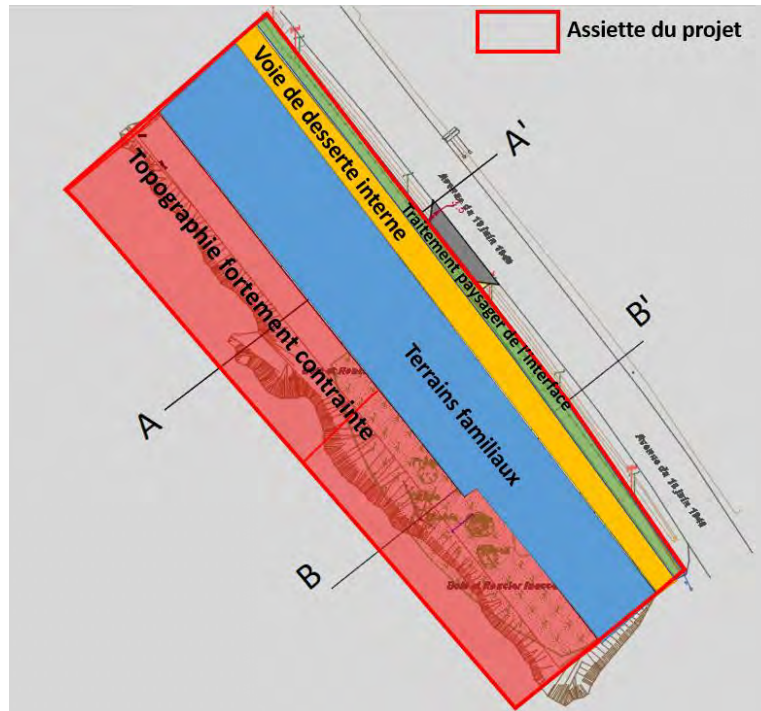 Assiette du projet
Voie de desserte interne
A'
Avenue du 18 juin 1940
Topographie fortement contrainte
Traitement paysager de l'interface
B'
Terrains familiaux
A
Avenue du 18 juin 1940
B